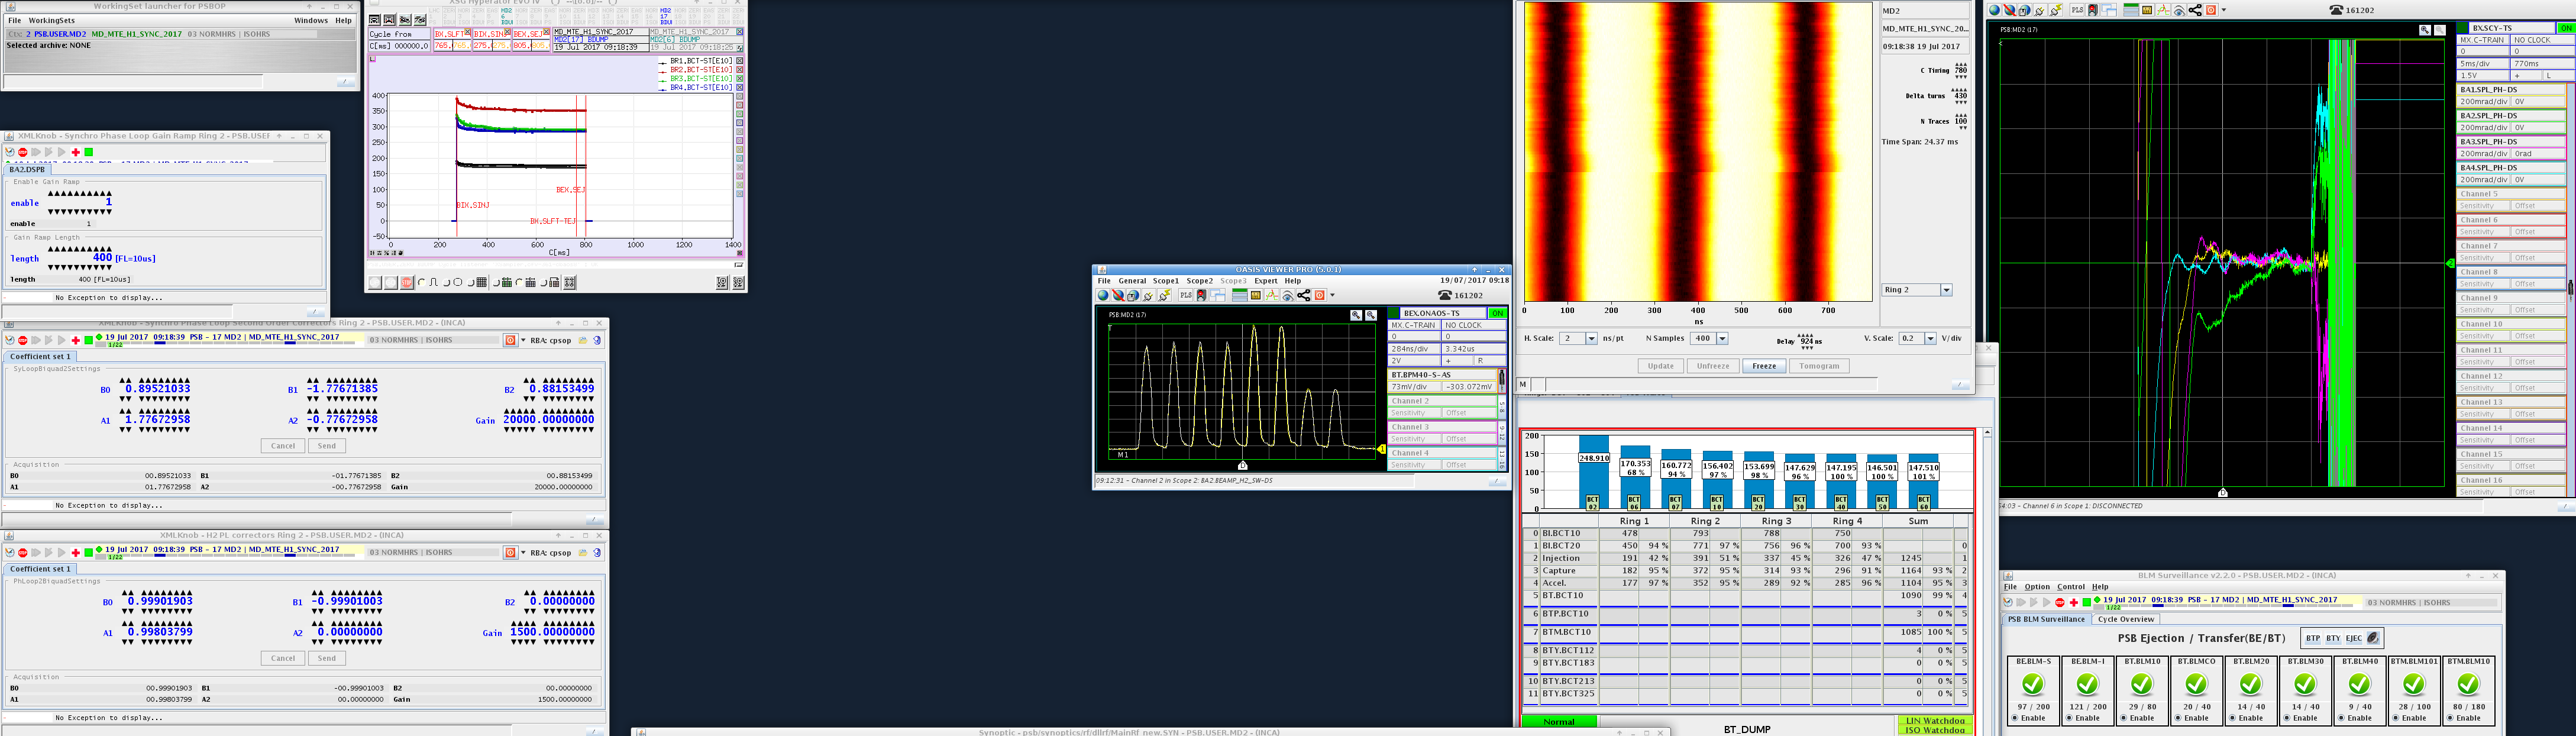 WorkingSet launcher for PSBOP
File WorkingSets Windows Help
Ctx: 2 PSB.USER.MD2 MD_MTE_H1_SYNC_2017 03 NORMHRS | ISOHRS
Selected archive: NONE
XMLKnob - Synchro Phase Loop Gain Ramp Ring 2 - PSB.USER
BA2.DSPB
Enable Gain Ramp
enable 1
enable 1
Gain Ramp Length
length 400 [FL=10us]
length 400 [FL=10us]
No Exception to display...
XMLKnob - Synchro Phase Loop Second Order Correctors Ring 2 - PSB.USER.MD2 - (INCA)
19 Jul 2017 09:18:39 PSB - 17 MD2 | MD_MTE_H1_SYNC_2017 03 NORMHRS | ISOHRS RBA: cpsop
1/22
Coefficient set 1
SyLoopBiquad2Settings
B0 0.89521033 B1 -1.77671385 B2 0.88153499
A1 1.77672958 A2 -0.77672958 Gain 20000.00000000
Cancel Send
Acquisition
B0 00.89521033 B1 -01.77671385 B2 00.88153499
A1 01.77672958 A2 -00.77672958 Gain 20000.00000000
No Exception to display...
XMLKnob - H2 PL correctors Ring 2 - PSB.USER.MD2 - (INCA)
19 Jul 2017 09:18:39 PSB - 17 MD2 | MD_MTE_H1_SYNC_2017 03 NORMHRS | ISOHRS RBA: cpsop
1/22
Coefficient set 1
PhLoop2BiquadSettings
B0 0.99901903 B1 -0.99901003 B2 0.00000000
A1 0.99803799 A2 0.00000000 Gain 1500.00000000
Cancel Send
Acquisition
B0 00.99901903 B1 -00.99901003 B2 00.00000000
A1 00.99803799 A2 00.00000000 Gain 1500.00000000
No Exception to display...
Cycle from
C[ms] 000000.0
BX.SLFT BIX.SIN BEX.SEJ
765. 275. 805.
MD_MTE_H1_SYNC_2017 MD_MTE_H1_SYNC_2017
MD2[17] BDUMP MD2[6] BDUMP
19 Jul 2017 09:18:39 19 Jul 2017 09:18:25
BR1.BCT-ST[E10]
BR2.BCT-ST[E10]
BR3.BCT-ST[E10]
BR4.BCT-ST[E10]
400
350
300
250
200
150
100
50
0
-50
BEX.SEJ
BIX.SINJ
BX.SLFT-TEJ
0 200 400 600 800 1000 1200 1400
C[ms]
OASIS VIEWER PRO (5.0.1)
File General Scope1 Scope2 Scope3 Expert Help 19/07/2017 09:18
PLS 161202
PSB:MD2 (17)
M1
BEX.ONAOS-TS ON
MX.C-TRAIN NO CLOCK
0 0
284ns/div 3.342us
2V + R
BT.BPM40-S-AS
73mV/div -303.072mV
Channel 2
Sensitivity Offset
Channel 3
Sensitivity Offset
Channel 4
Sensitivity Offset
09:12:31 - Channel 2 in Scope 2: BA2.BEAMP_H2_SW-DS
MD2
MD_MTE_H1_SYNC_20...
09:18:38 19 Jul 2017
C Timing 780
Delta turns 430
N Traces 100
Time Span: 24.37 ms
Ring 2
0 100 200 300 400 500 600 700
ns
H. Scale: 2 ns/pt N Samples 400 Delay 924 ns V. Scale: 0.2 V/div
Update Unfreeze Freeze Tomogram
M
200
150
100
50
0
248.910 170.353 160.772 156.402 153.699 147.629 147.195 146.501 147.510
68 % 94 % 97 % 98 % 96 % 100 % 100 % 101 %
BCT BCT BCT BCT BCT BCT BCT BCT BCT
02 06 07 10 20 30 40 50 60
Ring 1 Ring 2 Ring 3 Ring 4 Sum
0 BI.BCT10 478 793 788 750
1 BI.BCT20 450 94 % 771 97 % 756 96 % 700 93 % 0
2 Injection 191 42 % 391 51 % 337 45 % 326 47 % 1245 1
3 Capture 182 95 % 372 95 % 314 93 % 296 91 % 1164 93 % 2
4 Accel. 177 97 % 352 95 % 289 92 % 285 96 % 1104 95 % 3
5 BT.BCT10 1090 99 % 4
6 BTP.BCT10 3 0 % 5
7 BTM.BCT10 1085 100 % 5
8 BTY.BCT112 4 0 % 5
9 BTY.BCT183 0 0 % 5
10 BTY.BCT213 0 0 % 5
11 BTY.BCT325 0 0 % 5
Normal BT_DUMP LIN Watchdog
ISO Watchdog
Synoptic - psb/synoptics/rf/dllrf/MainRf_new.SYN - PSB.USER.MD2 - (INCA)
PLS 161202
PSB:MD2 (17)
BX.SCY-TS ON
MX.C-TRAIN NO CLOCK
0 0
5ms/div 770ms
1.5V + L
BA1.SPL_PH-DS
200mrad/div 0V
BA2.SPL_PH-DS
200mrad/div 0V
BA3.SPL_PH-DS
200mrad/div 0rad
BA4.SPL_PH-DS
200mrad/div 0V
Channel 5
Sensitivity Offset
Channel 6
Sensitivity Offset
Channel 7
Sensitivity Offset
Channel 8
Sensitivity Offset
Channel 9
Sensitivity Offset
Channel 10
Sensitivity Offset
Channel 11
Sensitivity Offset
Channel 12
Sensitivity Offset
Channel 13
Sensitivity Offset
Channel 14
Sensitivity Offset
Channel 15
Sensitivity Offset
Channel 16
Sensitivity Offset
4:03 - Channel 6 in Scope 1: DISCONNECTED
BLM Surveillance v2.2.0 - PSB.USER.MD2 - (INCA)
File Option Control Help
19 Jul 2017 09:18:39 PSB - 17 MD2 | MD_MTE_H1_SYNC_2017 03 NORMHRS | ISOHRS
1/22
PSB BLM Surveillance Cycle Overview
PSB Ejection / Transfer(BE/BT) BTP BTY EJEC
BE.BLM-S BE.BLM-I BT.BLM10 BT.BLMCO BT.BLM20 BT.BLM30 BT.BLM40 BTM.BLM101 BTM.BLM10
97 / 200 121 / 200 29 / 80 20 / 40 14 / 40 14 / 40 9 / 40 28 / 100 80 / 180
Enable Enable Enable Enable Enable Enable Enable Enable Enable